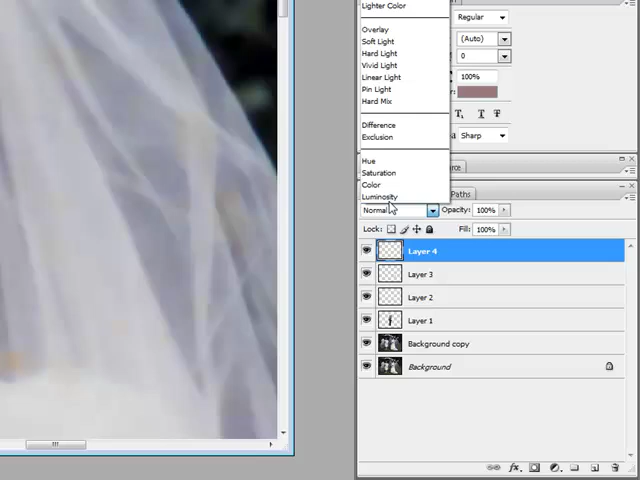 Lighter Color
Regular
Overlay
Soft Light
(Auto)
Hard Light
0
Vivid Light
Linear Light
100%
Pin Light
Hard Mix
T₁ T T
Difference
Sharp
Exclusion
Hue
Saturation
Color
Paths
Luminosity
Normal Opacity: 100%
Lock: Fill: 100%
Layer 4
Layer 3
Layer 2
Layer 1
Background copy
Background
fx.